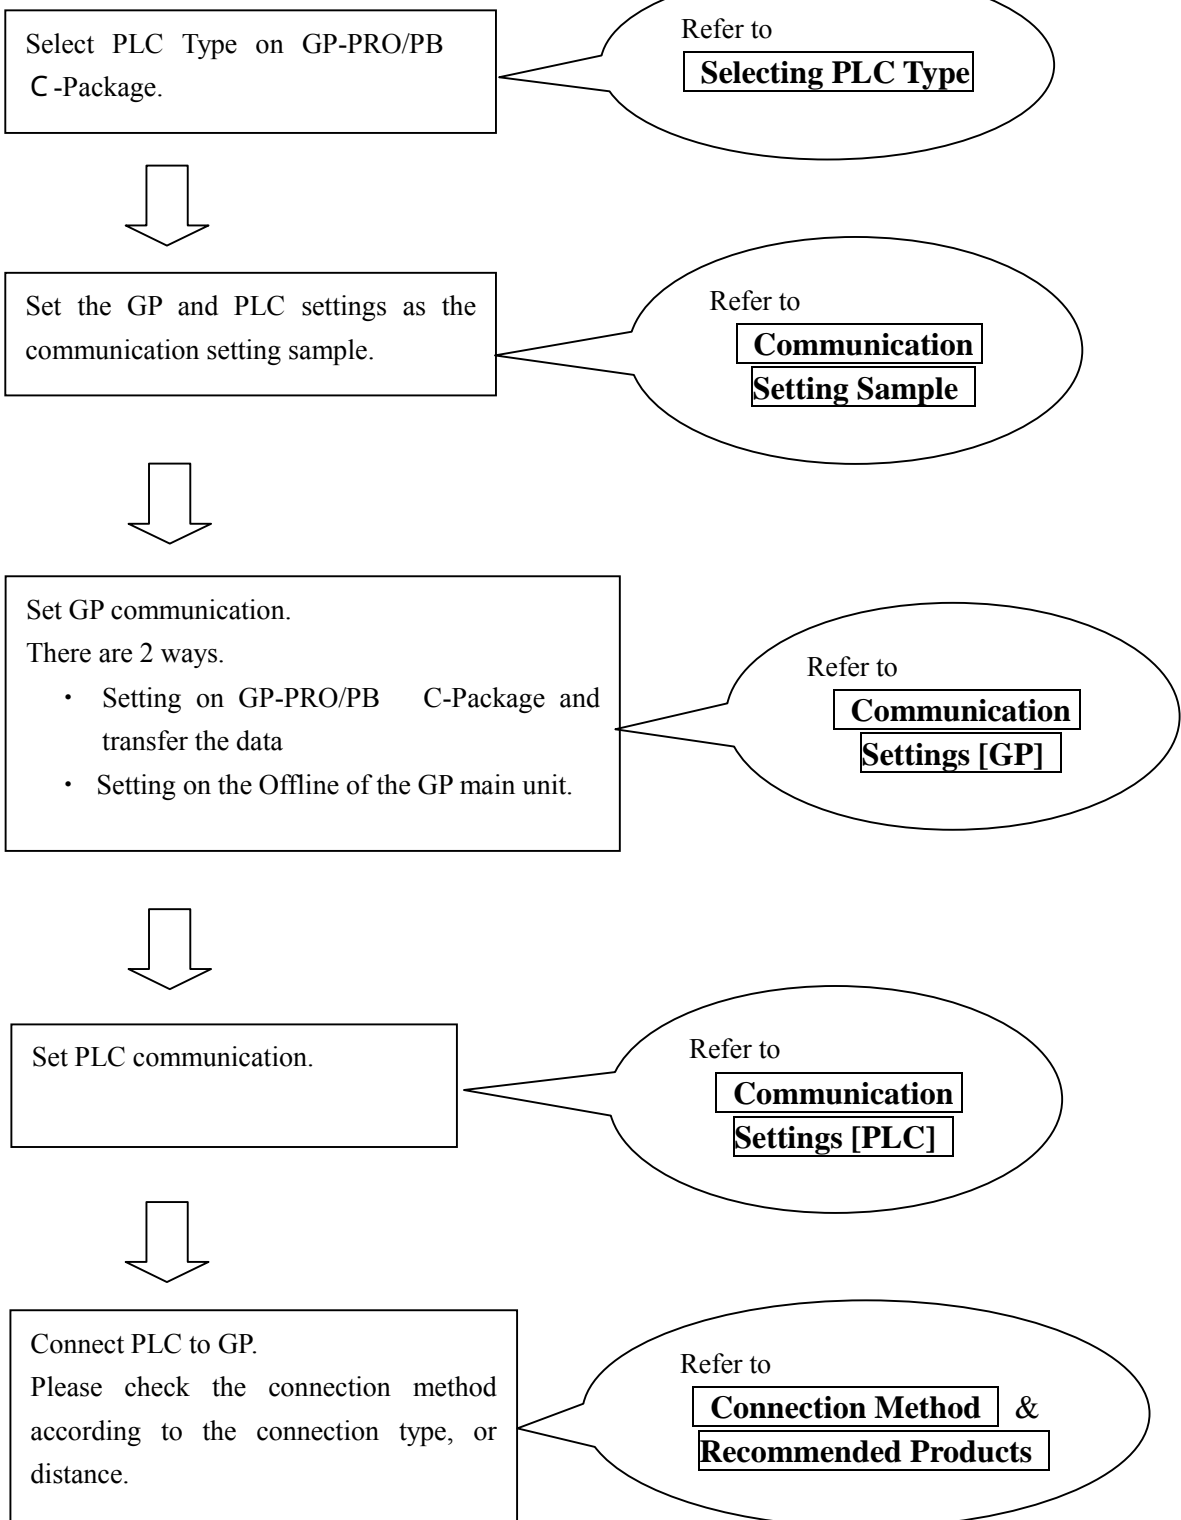 Select PLC Type on GP-PRO/PB
C -Package.
Refer to
Selecting PLC Type
Set the GP and PLC settings as the
communication setting sample.
Refer to
Communication
Setting Sample
Set GP communication.
There are 2 ways.
・ Setting on GP-PRO/PB C-Package and
transfer the data
・ Setting on the Offline of the GP main unit.
Refer to
Communication
Settings [GP]
Set PLC communication.
Refer to
Communication
Settings [PLC]
Connect PLC to GP.
Please check the connection method
according to the connection type, or
distance.
Refer to
Connection Method &
Recommended Products